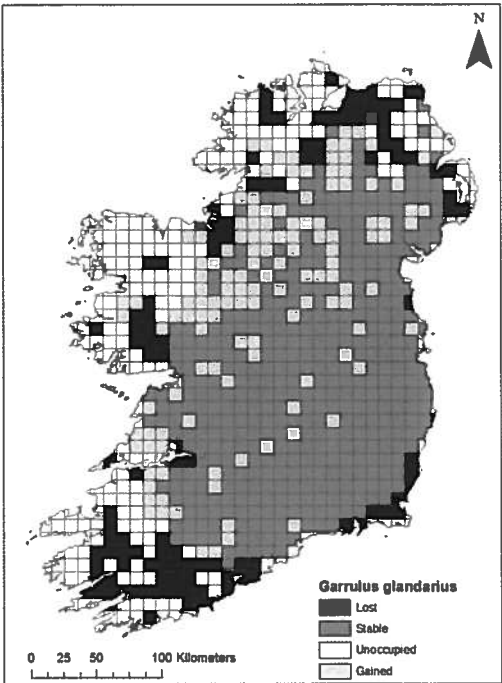 N
Garrulus glandarius
Lost
Stable
Unoccupied
Gained
0 25 50 100 Kilometers